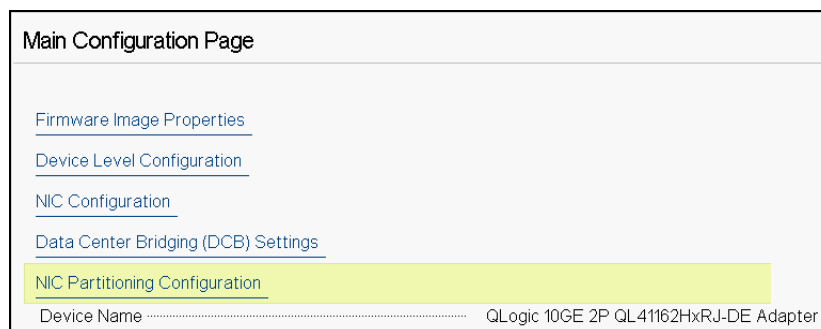 Main Configuration Page
Firmware Image Properties
Device Level Configuration
NIC Configuration
Data Center Bridging (DCB) Settings
NIC Partitioning Configuration
Device Name QLogic 10GE 2P QL41162HxRJ-DE Adapter